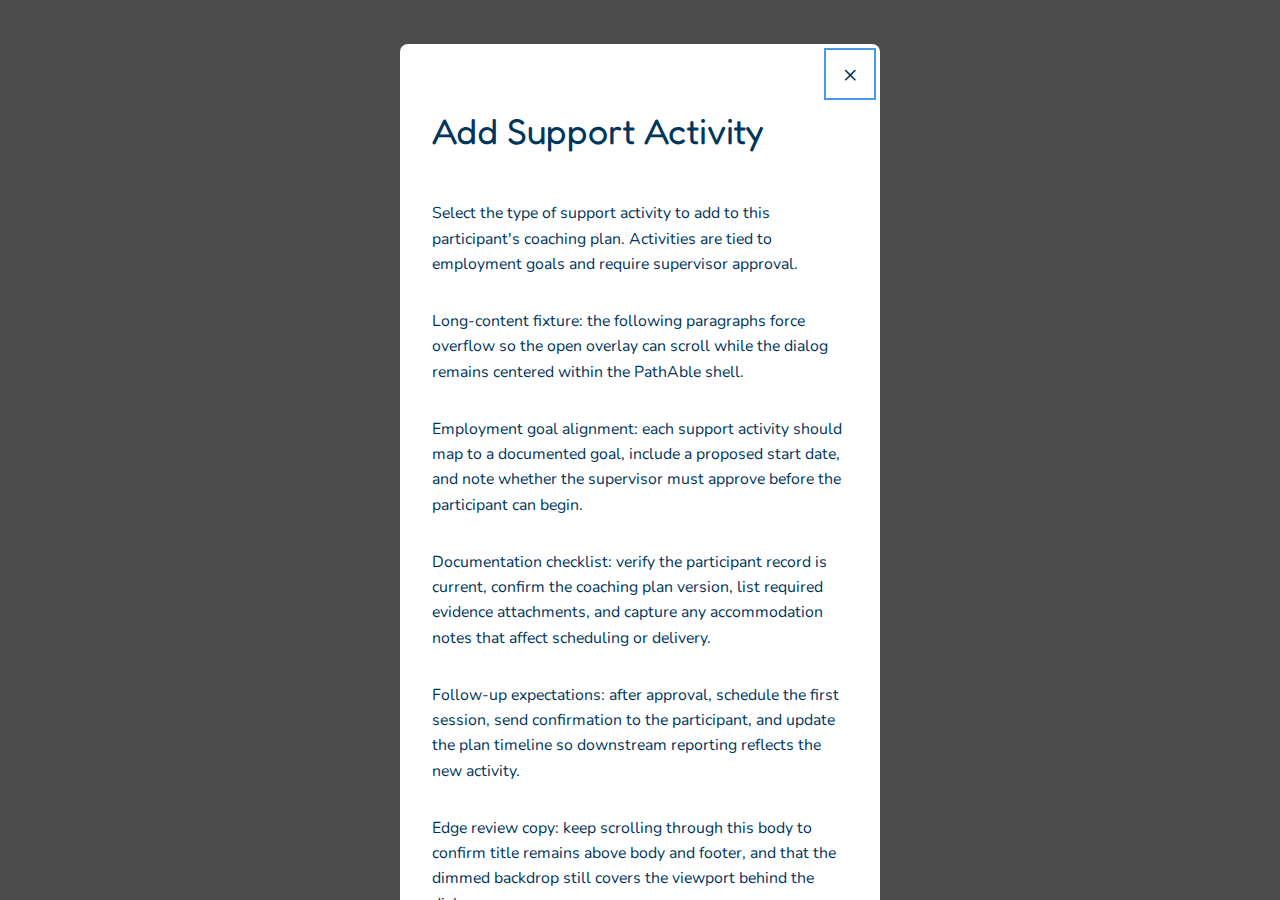 ×
Add Support Activity
Select the type of support activity to add to this
participant's coaching plan. Activities are tied to
employment goals and require supervisor approval.
Long-content fixture: the following paragraphs force
overflow so the open overlay can scroll while the dialog
remains centered within the PathAble shell.
Employment goal alignment: each support activity should
map to a documented goal, include a proposed start date,
and note whether the supervisor must approve before the
participant can begin.
Documentation checklist: verify the participant record is
current, confirm the coaching plan version, list required
evidence attachments, and capture any accommodation
notes that affect scheduling or delivery.
Follow-up expectations: after approval, schedule the first
session, send confirmation to the participant, and update
the plan timeline so downstream reporting reflects the
new activity.
Edge review copy: keep scrolling through this body to
confirm title remains above body and footer, and that the
dimmed backdrop still covers the viewport behind the